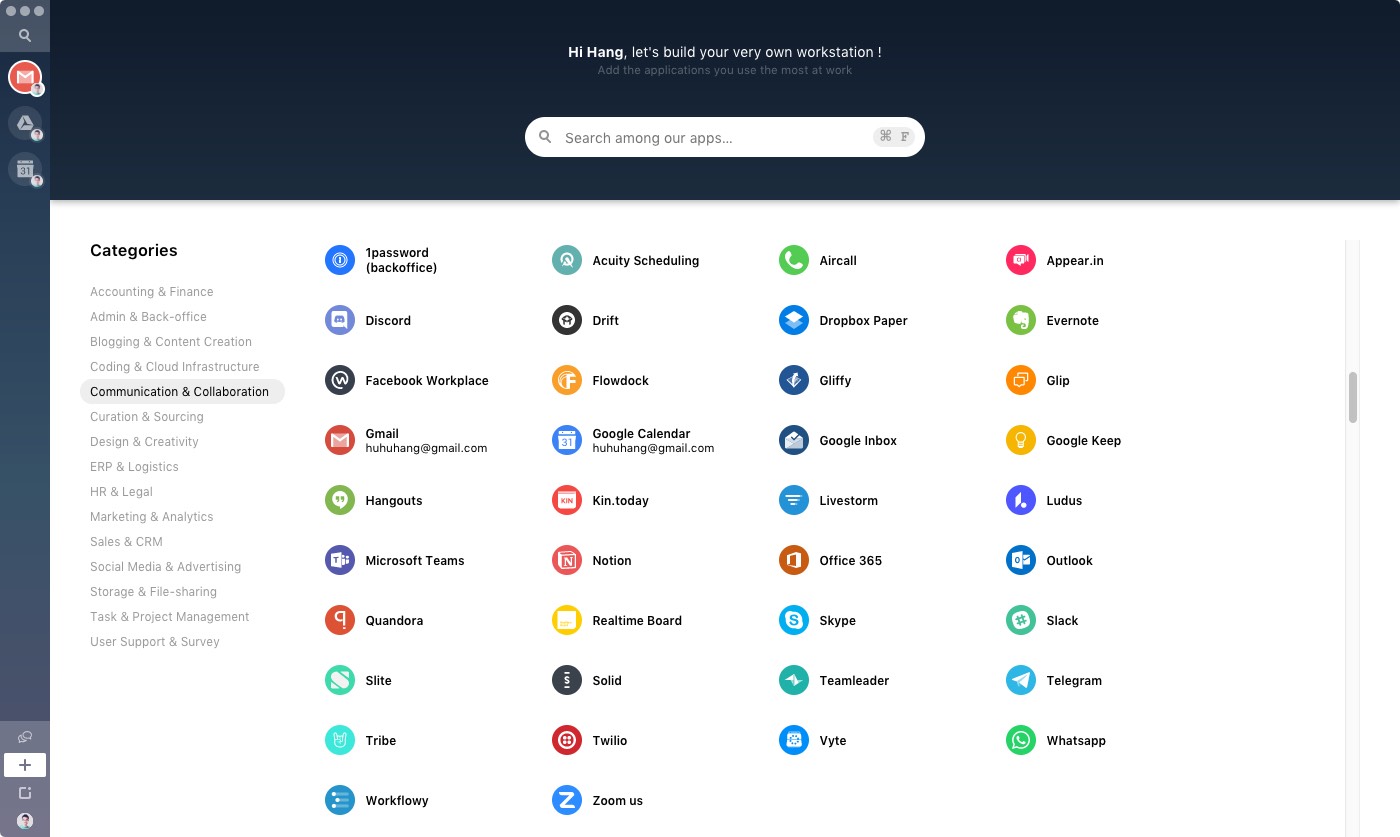 Hi Hang, let's build your very own workstation !
Add the applications you use the most at work
Search among our apps...
⌘ F
31
Categories
Accounting & Finance
Admin & Back-office
Blogging & Content Creation
Coding & Cloud Infrastructure
Communication & Collaboration
Curation & Sourcing
Design & Creativity
ERP & Logistics
HR & Legal
Marketing & Analytics
Sales & CRM
Social Media & Advertising
Storage & File-sharing
Task & Project Management
User Support & Survey
1password
(backoffice)
Acuity Scheduling
Aircall
Appear.in
Discord
Drift
Dropbox Paper
Evernote
Facebook Workplace
Flowdock
Gliffy
Glip
Gmail
huhuhang@gmail.com
31
Google Calendar
huhuhang@gmail.com
Google Inbox
Google Keep
Hangouts
KIN
Kin.today
Livestorm
Ludus
Microsoft Teams
Notion
Office 365
Outlook
Quandora
Realtime Board
Skype
Slack
Slite
Solid
Teamleader
Telegram
Tribe
Twilio
Vyte
Whatsapp
Workflowy
Zoom us